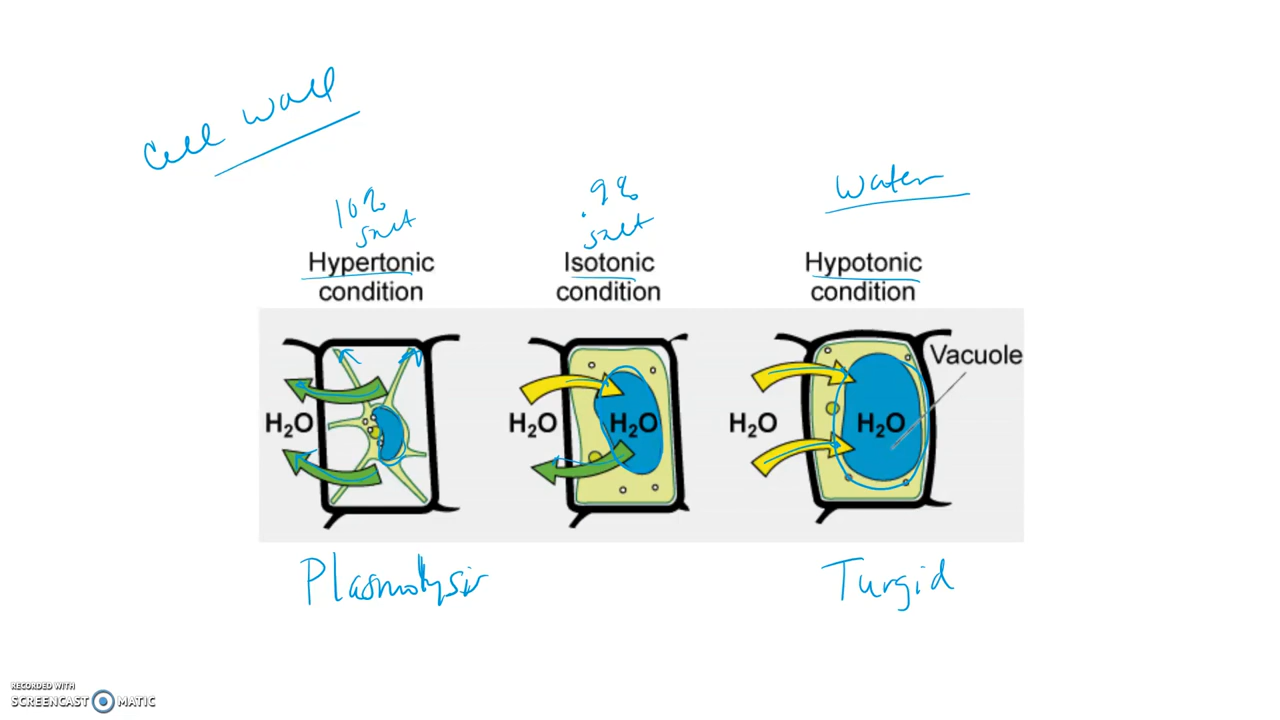 Cell wall
10%
salt
.9%
salt
water
Hypertonic
condition
Isotonic
condition
Hypotonic
condition
Vacuole
H₂O
H₂O
H₂O
H₂O
H₂O
Plasmolysis
Turgid
RECORDED WITH
SCREENCAST MATIC